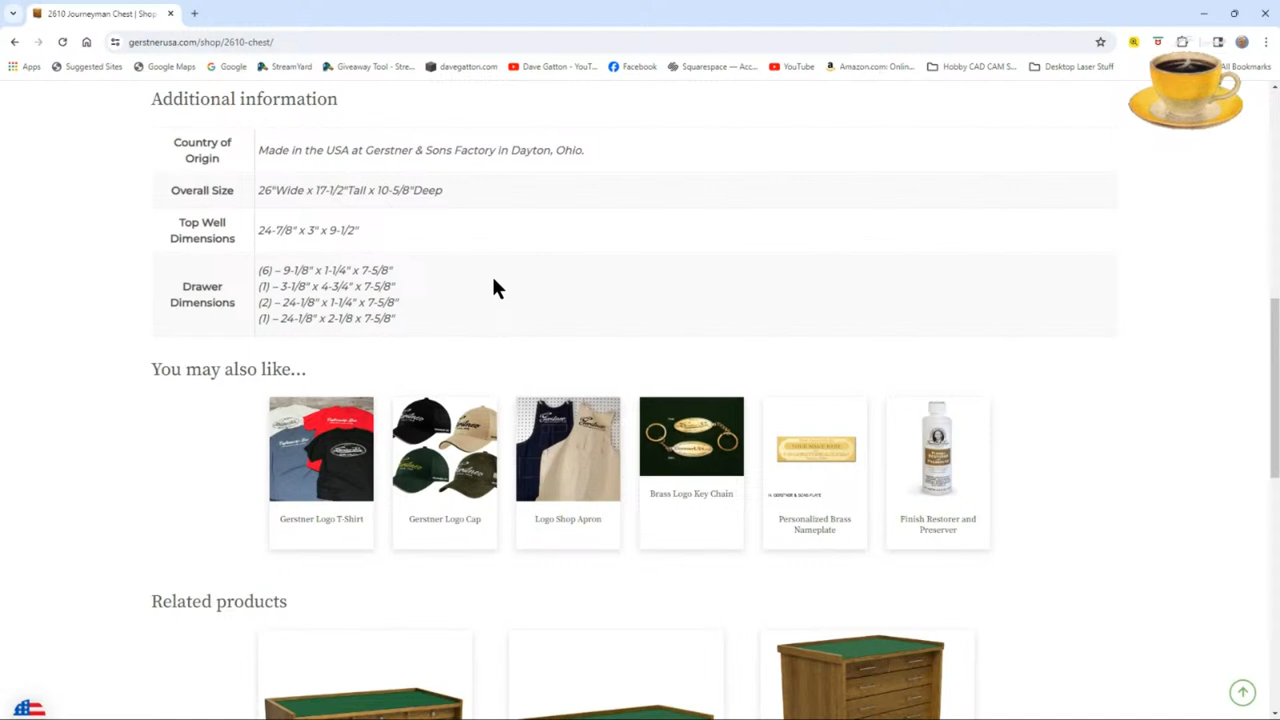 2610 Journeyman Chest | Shop
gerstnerusa.com/shop/2610-chest/
Apps
Suggested Sites
Google Maps
Google
StreamYard
Giveaway Tool - Stre...
davegatton.com
Dave Gatton - YouT...
Facebook
Squarespace — Acc...
YouTube
Amazon.com: Onlin...
Hobby CAD CAM S...
Desktop Laser Stuff
All Bookmarks
Additional information
Country of
Origin
Made in the USA at Gerstner & Sons Factory in Dayton, Ohio.
Overall Size
26"Wide x 17-1/2"Tall x 10-5/8"Deep
Top Well
Dimensions
24-7/8" x 3" x 9-1/2"
Drawer
Dimensions
(6) – 9-1/8" x 1-1/4" x 7-5/8"
(1) – 3-1/8" x 4-3/4" x 7-5/8"
(2) – 24-1/8" x 1-1/4" x 7-5/8"
(1) – 24-1/8" x 2-1/8 x 7-5/8"
You may also like...
Gerstner Logo T-Shirt
Gerstner Logo Cap
Logo Shop Apron
Brass Logo Key Chain
H. GERSTNER & SONS PLATE
Personalized Brass
Nameplate
Finish Restorer and
Preserver
Related products